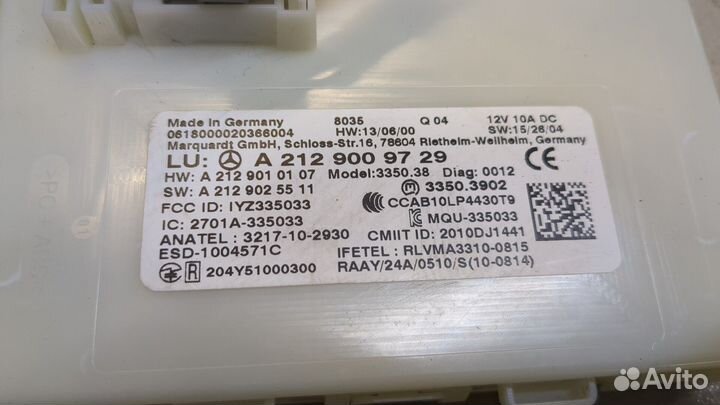 Made in Germany 8035 Q 04 12V 10A DC
0618000020366004 HW:13/06/00 SW:15/26/04
Marquardt GmbH, Schloss-Str.16, 78604 Rietheim-Weilheim, Germany
LU: A 212 900 97 29 CE
HW: A 212 901 01 07 Model:3350.38 Diag: 0012
SW: A 212 902 55 11 3350.3902
FCC ID: IYZ335033 CCAB10LP4430T9
IC: 2701A-335033 MQU-335033
ANATEL : 3217-10-2930 CMIIT ID: 2010DJ1441
ESD-1004571C IFETEL: RLVMA3310-0815
R 204Y51000300 RAAY/24A/0510/S(10-0814)
Avito